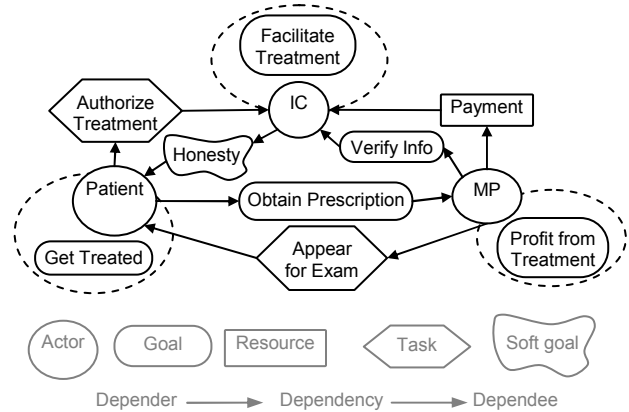 Facilitate
Treatment
Authorize
Treatment
IC
Payment
Honesty
Verify Info
Patient
Obtain Prescription
MP
Get Treated
Appear
for Exam
Profit from
Treatment
Actor
Goal
Resource
Task
Soft goal
Depender
Dependency
Dependee